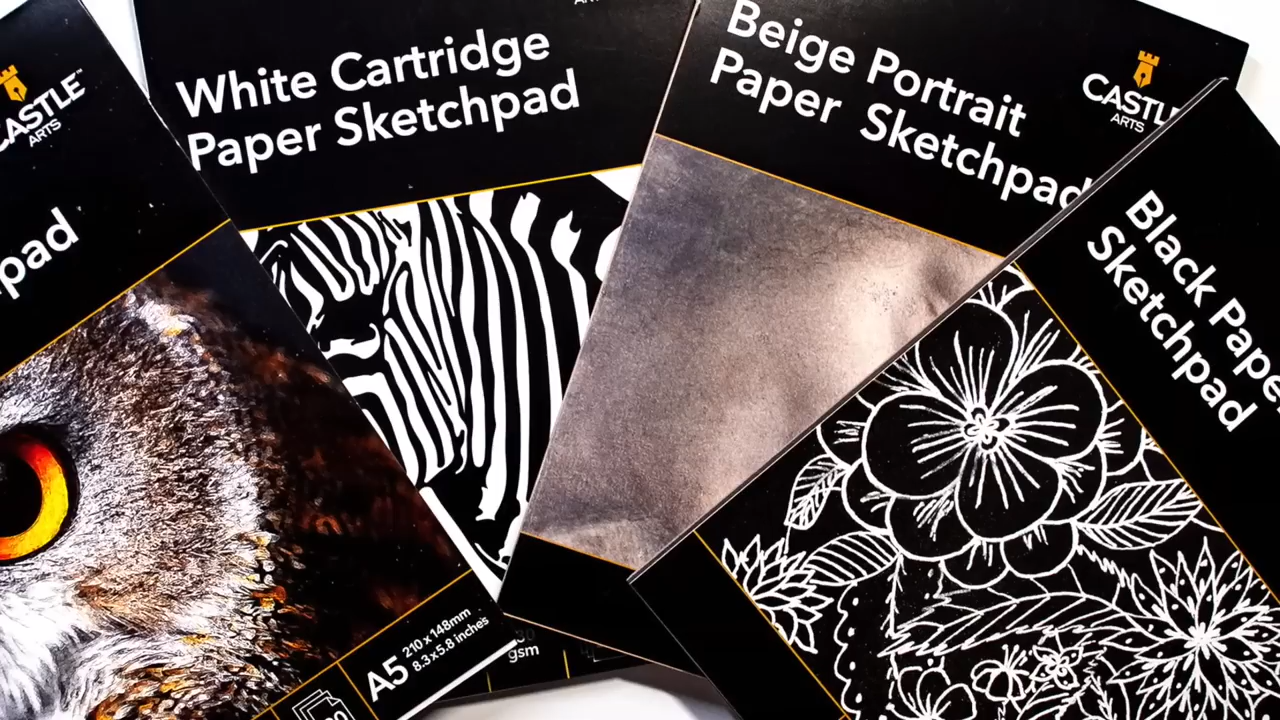 CASTLE
ARTS
pad
A5 210 x 148mm
8.3 x 5.8 inches
White Cartridge
Paper Sketchpad
gsm
Beige Portrait
Paper Sketchpad
CASTLE
ARTS
Black Paper
Sketchpad